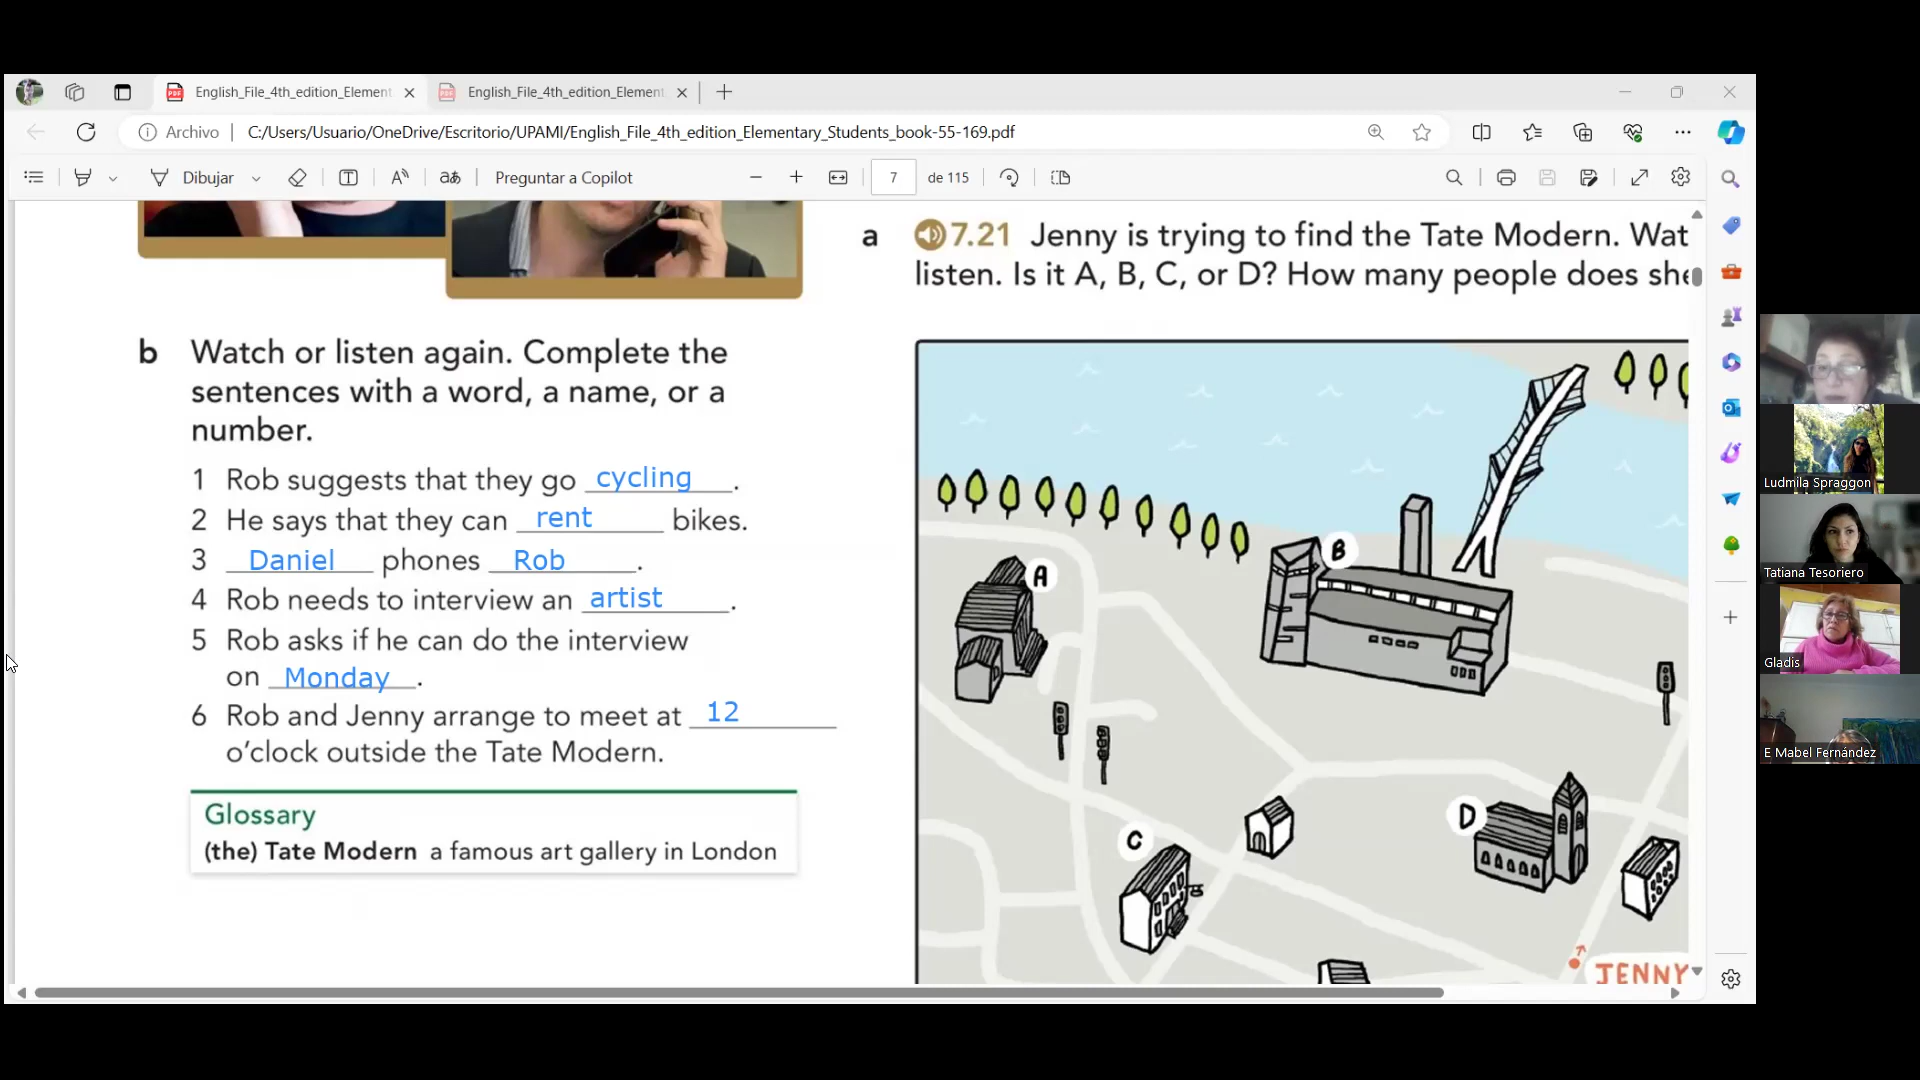 English_File_4th_edition_Element
English_File_4th_edition_Element
Archivo
C:/Users/Usuario/OneDrive/Escritorio/UPAMI/English_File_4th_edition_Elementary_Students_book-55-169.pdf
Dibujar
Preguntar a Copilot
7
de 115
a 7.21 Jenny is trying to find the Tate Modern. Wat
listen. Is it A, B, C, or D? How many people does she
b Watch or listen again. Complete the
sentences with a word, a name, or a
number.
1 Rob suggests that they go cycling.
2 He says that they can rent bikes.
3 Daniel phones Rob.
4 Rob needs to interview an artist.
5 Rob asks if he can do the interview
on Monday.
6 Rob and Jenny arrange to meet at 12
o'clock outside the Tate Modern.
Glossary
(the) Tate Modern a famous art gallery in London
A
B
C
D
JENNY
Ludmila Spraggon
Tatiana Tesoriero
Gladis
E Mabel Fernández